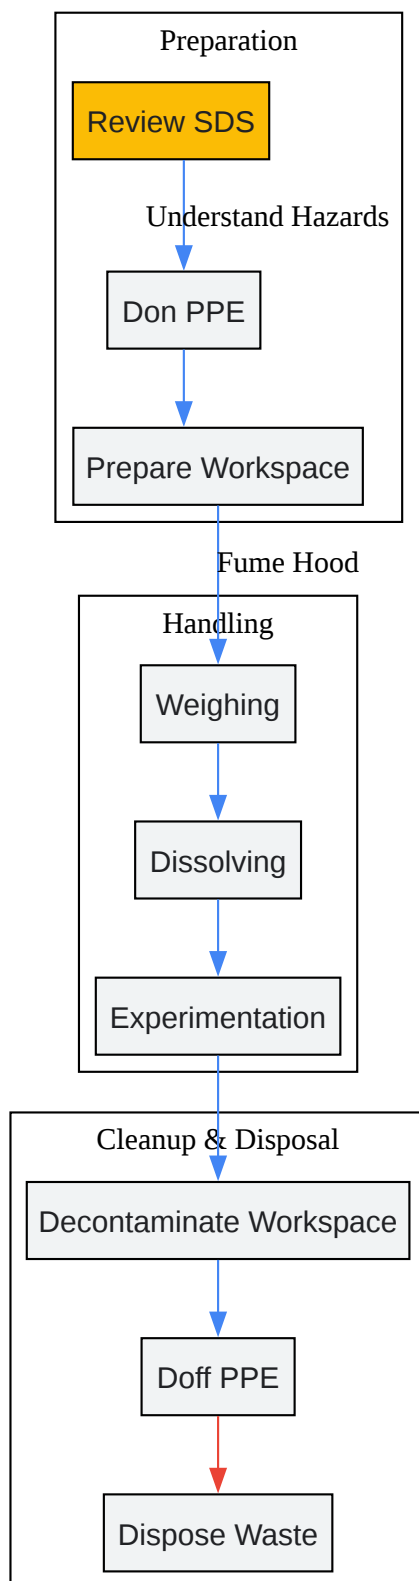 Preparation
Review SDS
Understand Hazards
Don PPE
Prepare Workspace
Fume Hood
Handling
Weighing
Dissolving
Experimentation
Cleanup & Disposal
Decontaminate Workspace
Doff PPE
Dispose Waste